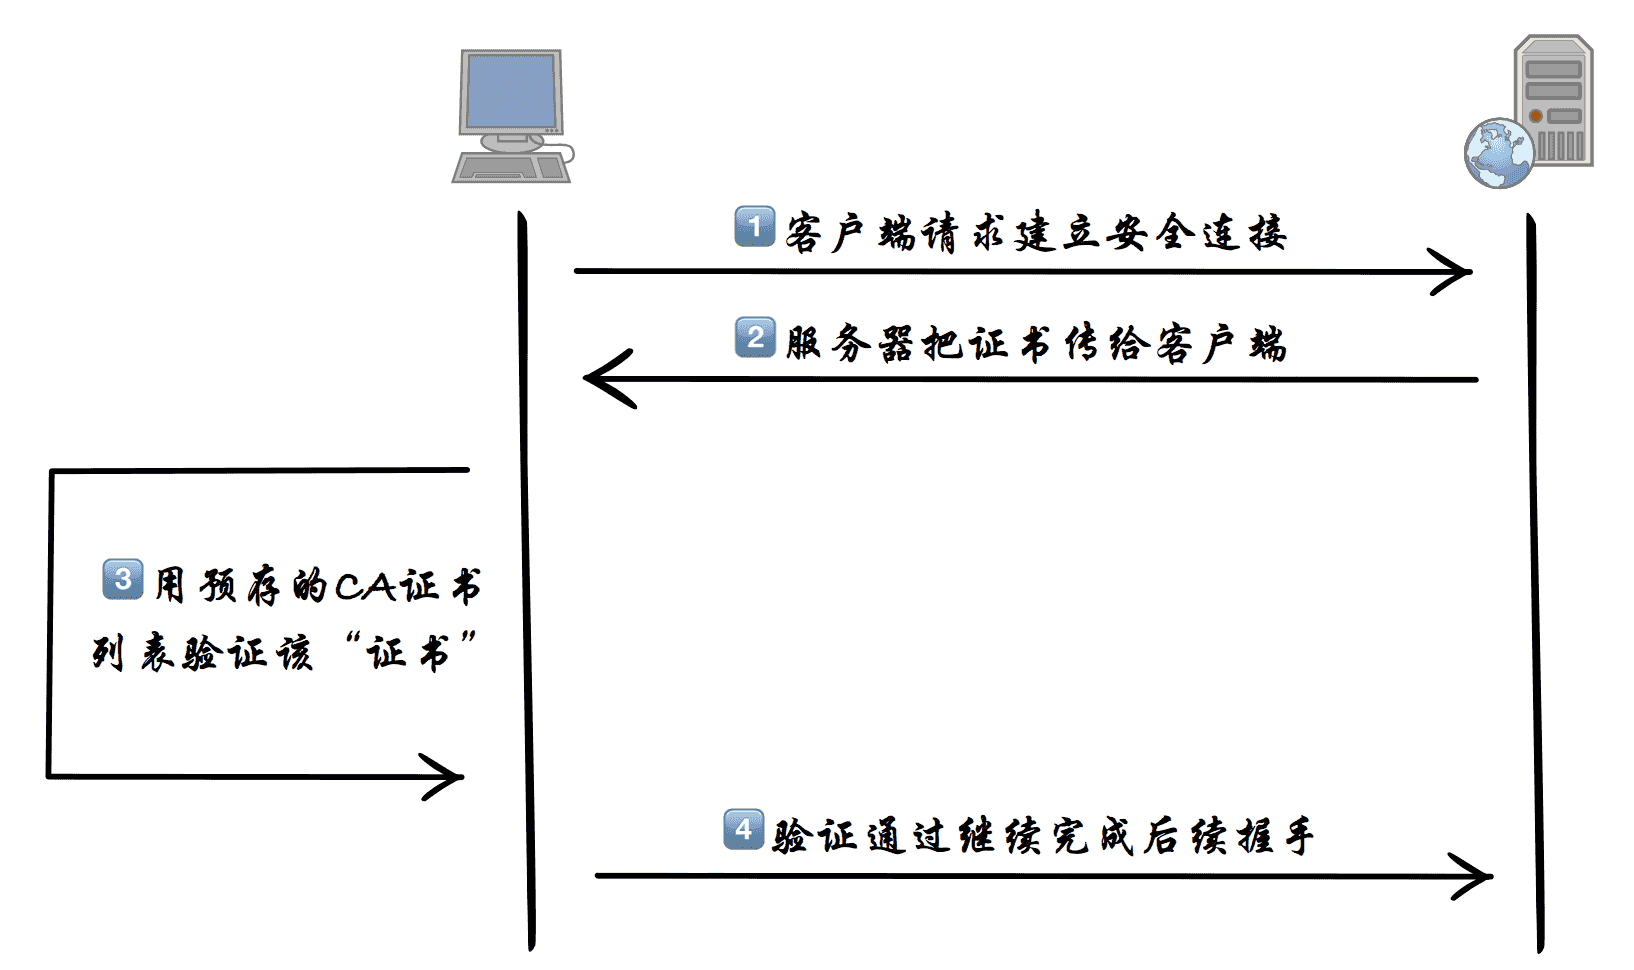 1 客户端请求建立安全连接
2 服务器把证书传给客户端
3 用预存的CA证书
列表验证该“证书”
4 验证通过继续完成后续握手